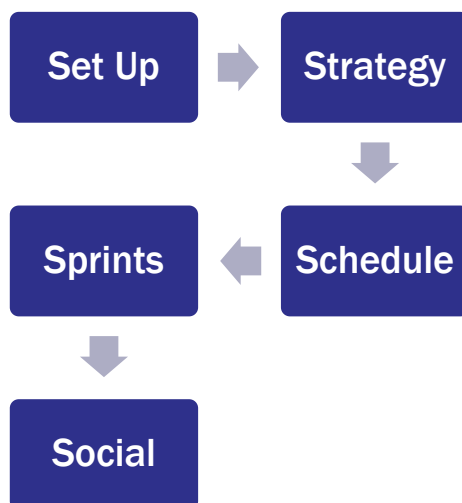 Set Up
Strategy
Schedule
Sprints
Social